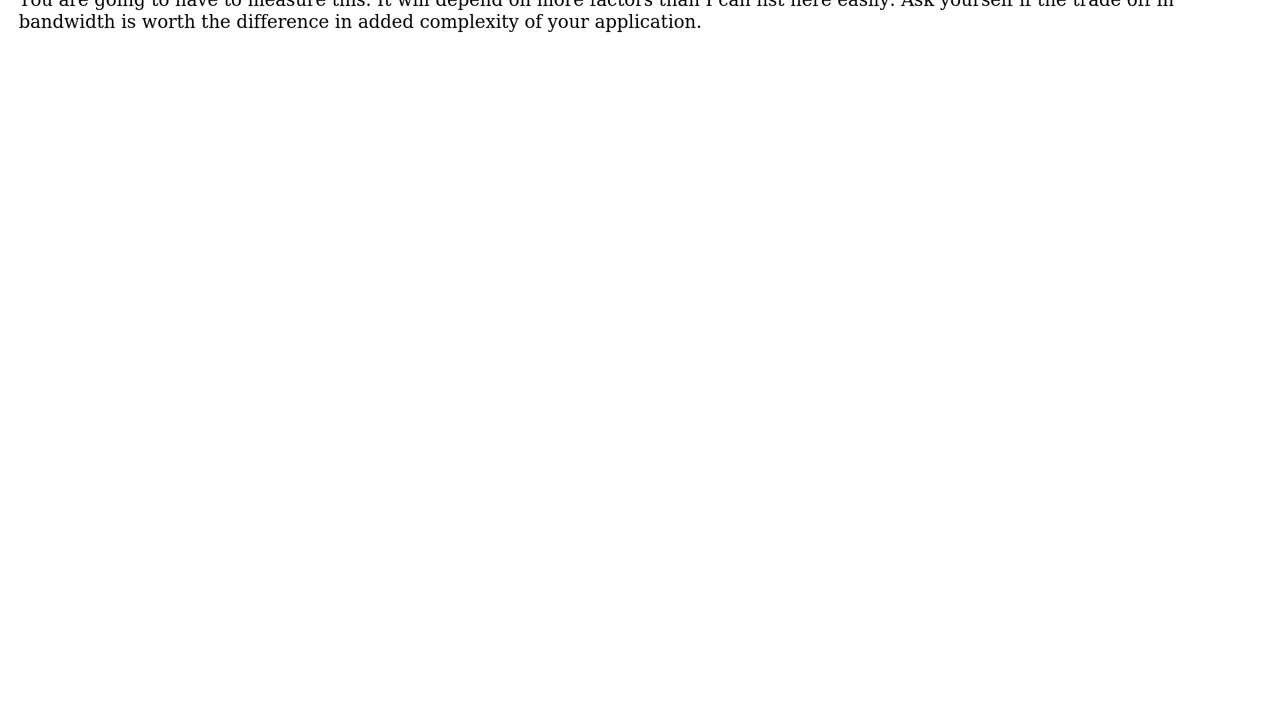 You are going to have to measure this. It will depend on more factors than I can list here easily. Ask yourself if the trade off in
bandwidth is worth the difference in added complexity of your application.